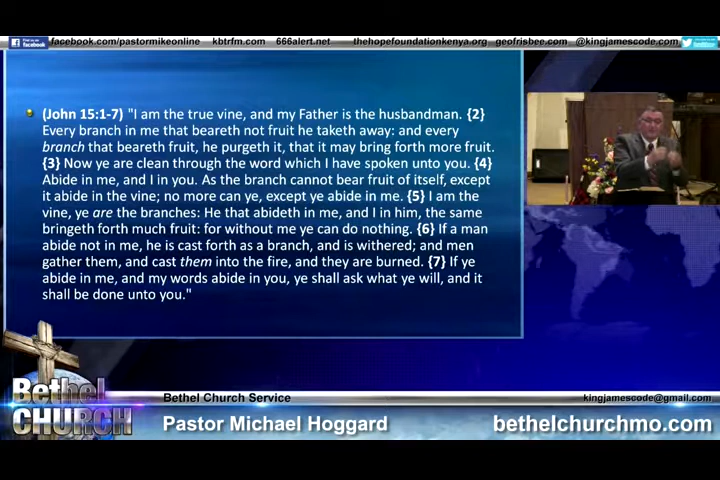 Find us on facebook facebook.com/pastormikeonline kbtrfm.com 666alert.net thehopefoundationkenya.org geofrisbee.com @kingjamescode.com twitter
(John 15:1-7) "I am the true vine, and my Father is the husbandman. {2}
Every branch in me that beareth not fruit he taketh away: and every
branch that beareth fruit, he purgeth it, that it may bring forth more fruit.
{3} Now ye are clean through the word which I have spoken unto you. {4}
Abide in me, and I in you. As the branch cannot bear fruit of itself, except
it abide in the vine; no more can ye, except ye abide in me. {5} I am the
vine, ye are the branches: He that abideth in me, and I in him, the same
bringeth forth much fruit: for without me ye can do nothing. {6} If a man
abide not in me, he is cast forth as a branch, and is withered; and men
gather them, and cast them into the fire, and they are burned. {7} If ye
abide in me, and my words abide in you, ye shall ask what ye will, and it
shall be done unto you."
Bethel
CHURCH
Bethel Church Service
kingjamescode@gmail.com
Pastor Michael Hoggard
bethelchurchmo.com